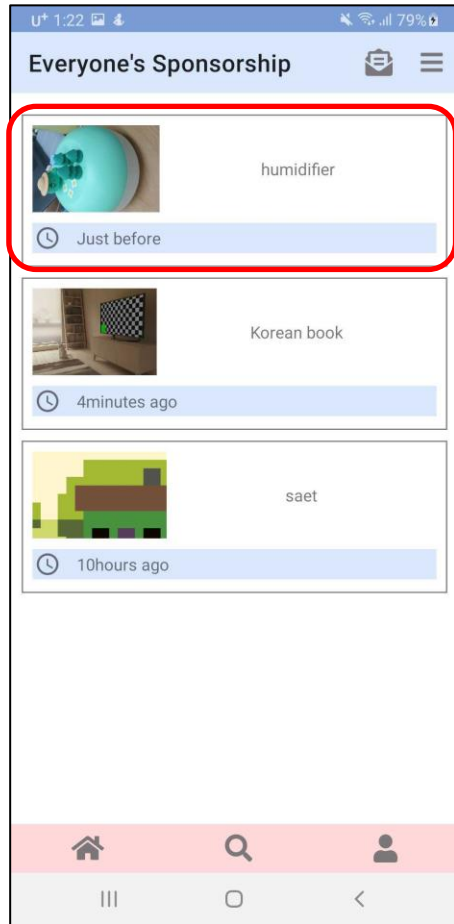 U+ 1:22 79%
Everyone's Sponsorship
humidifier
Just before
Korean book
4minutes ago
saet
10hours ago